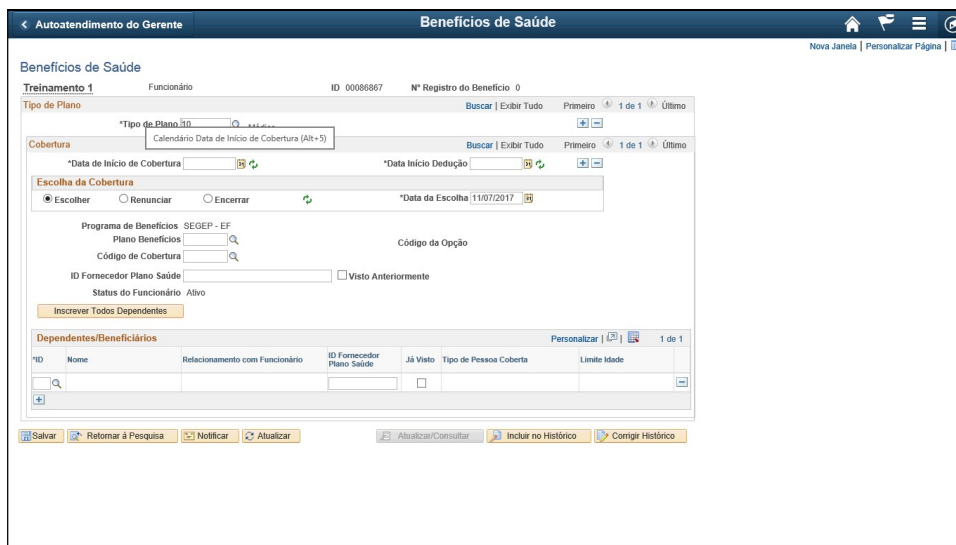 Autoatendimento do Gerente Benefícios de Saúde
Nova Janela | Personalizar Página |
Benefícios de Saúde
Treinamento 1 Funcionário ID 00086867 Nº Registro do Benefício 0
Tipo de Plano Buscar | Exibir Tudo Primeiro 1 de 1 Último
*Tipo de Plano 10
Calendário Data de Início de Cobertura (Alt+5)
Cobertura Buscar | Exibir Tudo Primeiro 1 de 1 Último
*Data de Início de Cobertura *Data Início Dedução
Escolha da Cobertura
Escolher Renunciar Encerrar *Data da Escolha 11/07/2017
Programa de Benefícios SEGEP - EF
Plano Benefícios Código da Opção
Código de Cobertura
ID Fornecedor Plano Saúde Visto Anteriormente
Status do Funcionário Ativo
Inscrever Todos Dependentes
Dependentes/Beneficiários Personalizar | | 1 de 1
*ID Nome Relacionamento com Funcionário ID Fornecedor Plano Saúde Já Visto Tipo de Pessoa Coberta Limite Idade
Salvar Retornar à Pesquisa Notificar Atualizar Atualizar/Consultar Incluir no Histórico Corrigir Histórico